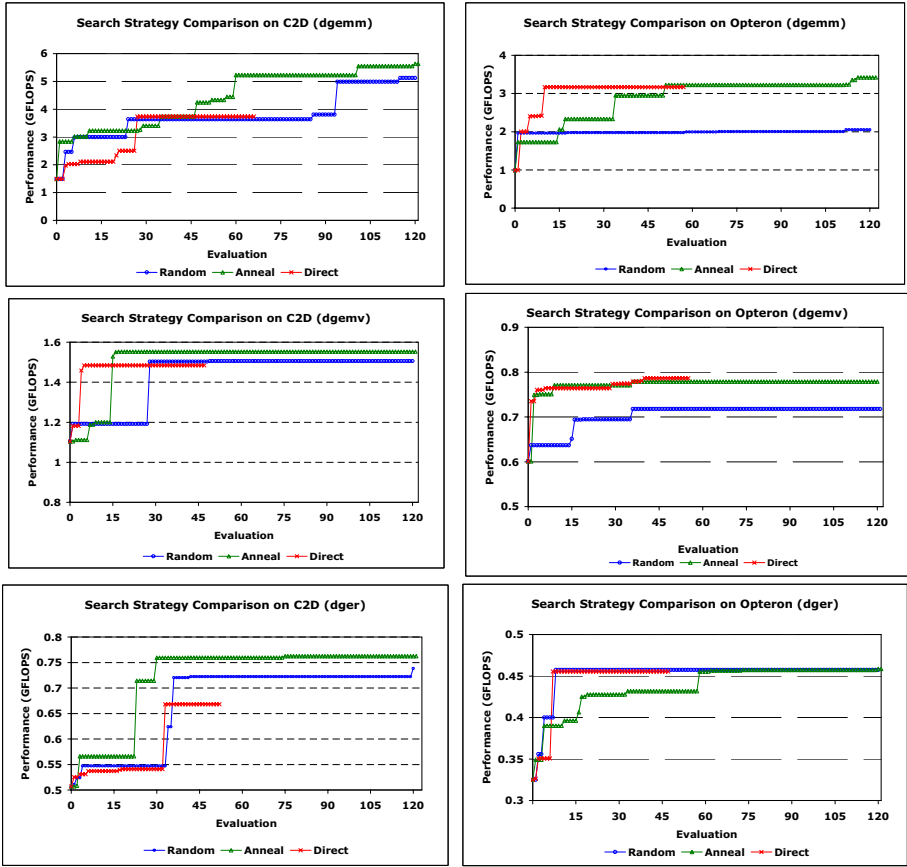 Search Strategy Comparison on C2D (dgemm)
Performance (GFLOPS)
6
5
4
3
2
1
0
0 15 30 45 60 75 90 105 120
Evaluation
Random Anneal Direct
Search Strategy Comparison on Opteron (dgemm)
Performance (GFLOPS)
4
3
2
1
0
0 15 30 45 60 75 90 105 120
Evaluation
Random Anneal Direct
Search Strategy Comparison on C2D (dgemv)
Performance (GFLOPS)
1.6
1.4
1.2
1
0.8
0 15 30 45 60 75 90 105 120
Evaluation
Random Anneal Direct
Search Strategy Comparison on Opteron (dgemv)
Performance (GFLOPS)
0.9
0.8
0.7
0.6
0.5
0 15 30 45 60 75 90 105 120
Evaluation
Random Anneal Direct
Search Strategy Comparison on C2D (dger)
Performance (GFLOPS)
0.8
0.75
0.7
0.65
0.6
0.55
0.5
0 15 30 45 60 75 90 105 120
Evaluation
Random Anneal Direct
Search Strategy Comparison on Opteron (dger)
Performance (GFLOPS)
0.5
0.45
0.4
0.35
0.3
15 30 45 60 75 90 105 120
Evaluation
Random Anneal Direct